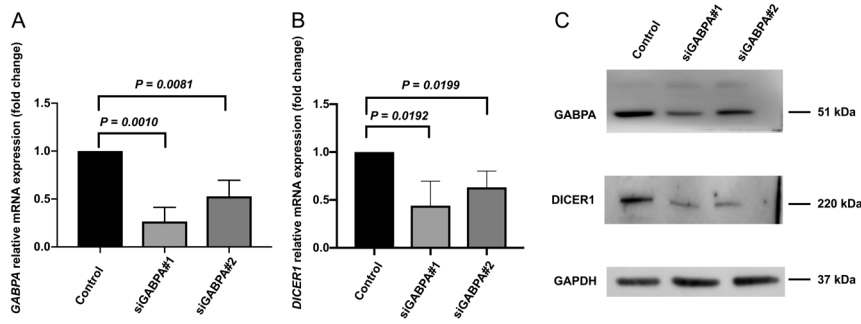 A
GABPA relative mRNA expression (fold change)
P = 0.0081
P = 0.0010
1.5
1.0
0.5
0.0
Control
siGABPA#1
siGABPA#2
B
DICER1 relative mRNA expression (fold change)
P = 0.0199
P = 0.0192
1.5
1.0
0.5
0.0
Control
siGABPA#1
siGABPA#2
C
Control
siGABPA#1
siGABPA#2
GABPA 51 kDa
DICER1 220 kDa
GAPDH 37 kDa